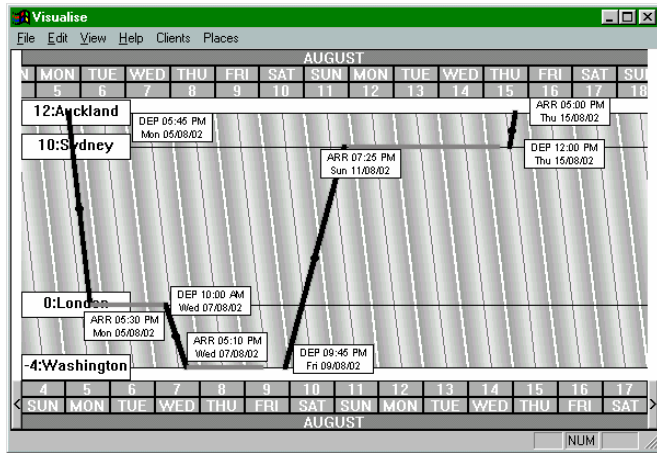 Visualise
File Edit View Help Clients Places
AUGUST
N MON TUE WED THU FRI SAT SUN MON TUE WED THU FRI SAT SUN
5 6 7 8 9 10 11 12 13 14 15 16 17 18
12:Auckland
DEP 05:45 PM
Mon 05/08/02
ARR 05:00 PM
Thu 15/08/02
10:Sydney
ARR 07:25 PM
Sun 11/08/02
DEP 12:00 PM
Thu 15/08/02
0:London
DEP 10:00 AM
Wed 07/08/02
ARR 05:30 PM
Mon 05/08/02
ARR 05:10 PM
Wed 07/08/02
-4:Washington
DEP 09:45 PM
Fri 09/08/02
4 5 6 7 8 9 10 11 12 13 14 15 16 17
SUN MON TUE WED THU FRI SAT SUN MON TUE WED THU FRI SAT
AUGUST
NUM